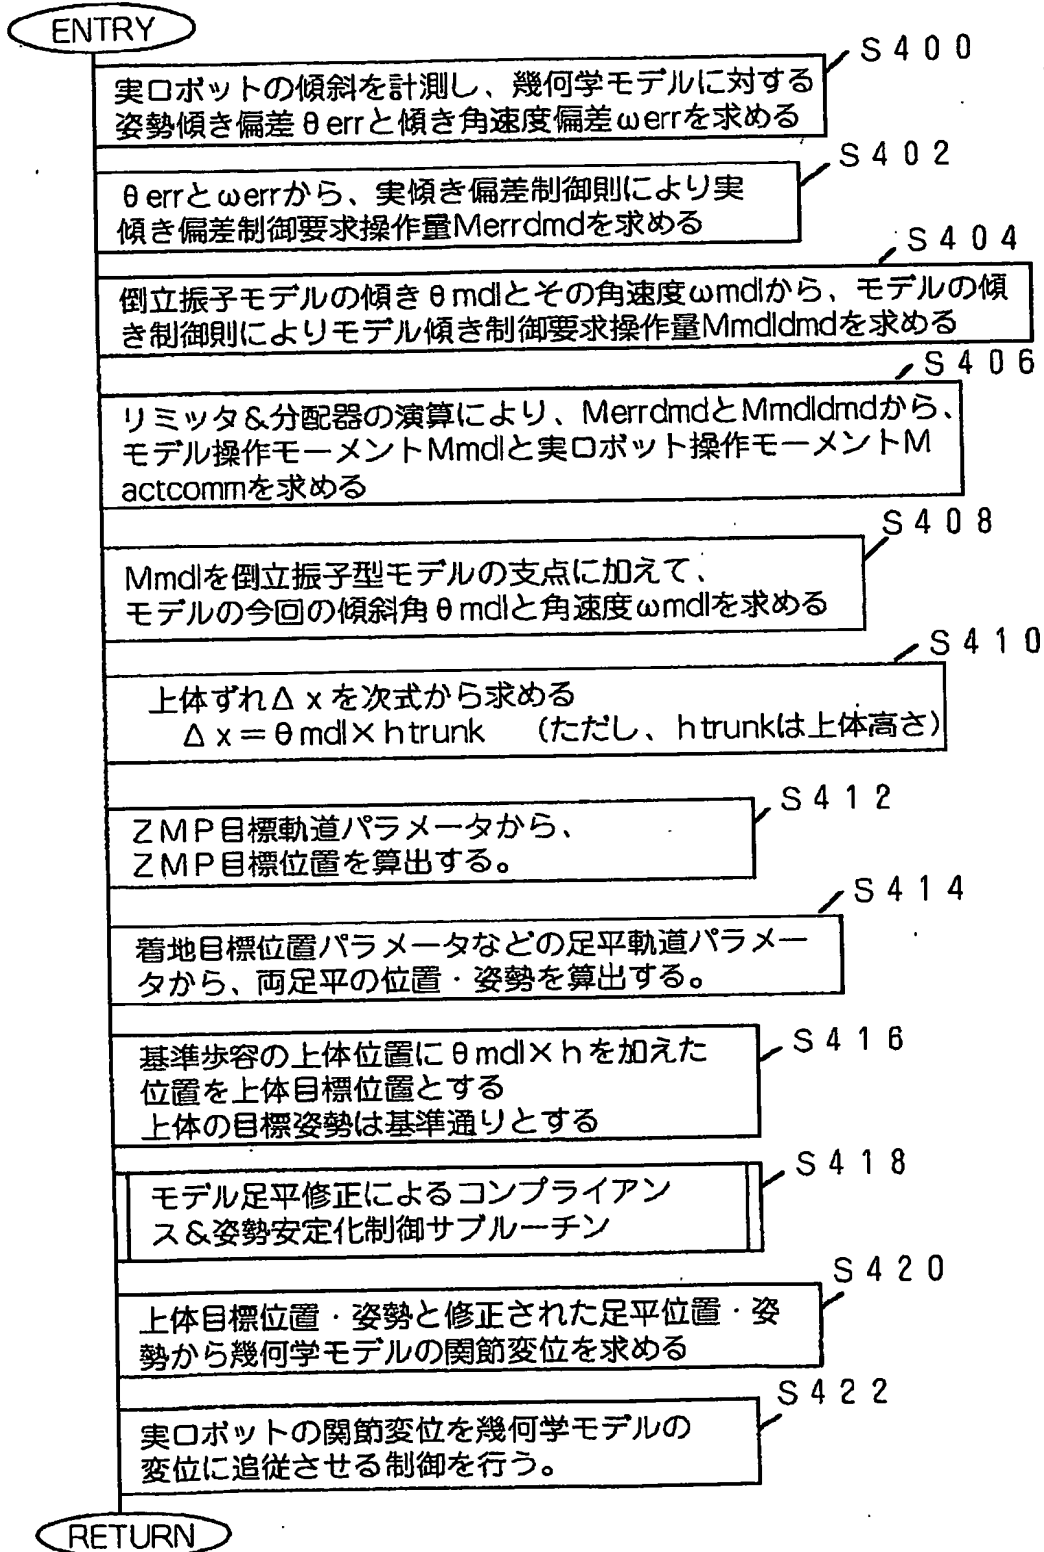 ENTRY
S400
実ロボットの傾斜を計測し、幾何学モデルに対する
姿勢傾き偏差θerrと傾き角速度偏差ωerrを求める
S402
θerrとωerrから、実傾き偏差制御則により実
傾き偏差制御要求操作量Merrdmdを求める
S404
倒立振子モデルの傾きθmdlとその角速度ωmdlから、モデルの傾
き制御則によりモデル傾き制御要求操作量Mmdldmdを求める
S406
リミッタ&分配器の演算により、MerrdmdとMmdldmdから、
モデル操作モーメントMmdlと実ロボット操作モーメントM
actcommを求める
S408
Mmdlを倒立振子型モデルの支点に加えて、
モデルの今回の傾斜角θmdlと角速度ωmdlを求める
S410
上体ずれΔxを次式から求める
Δx=θmdl×htrunk (ただし、htrunkは上体高さ)
S412
ZMP目標軌道パラメータから、
ZMP目標位置を算出する。
S414
着地目標位置パラメータなどの足平軌道パラメー
タから、両足平の位置・姿勢を算出する。
S416
基準歩容の上体位置にθmdl×hを加えた
位置を上体目標位置とする
上体の目標姿勢は基準通りとする
S418
モデル足平修正によるコンプライアン
ス&姿勢安定化制御サブルーチン
S420
上体目標位置・姿勢と修正された足平位置・姿
勢から幾何学モデルの関節変位を求める
S422
実ロボットの関節変位を幾何学モデルの
変位に追従させる制御を行う。
RETURN